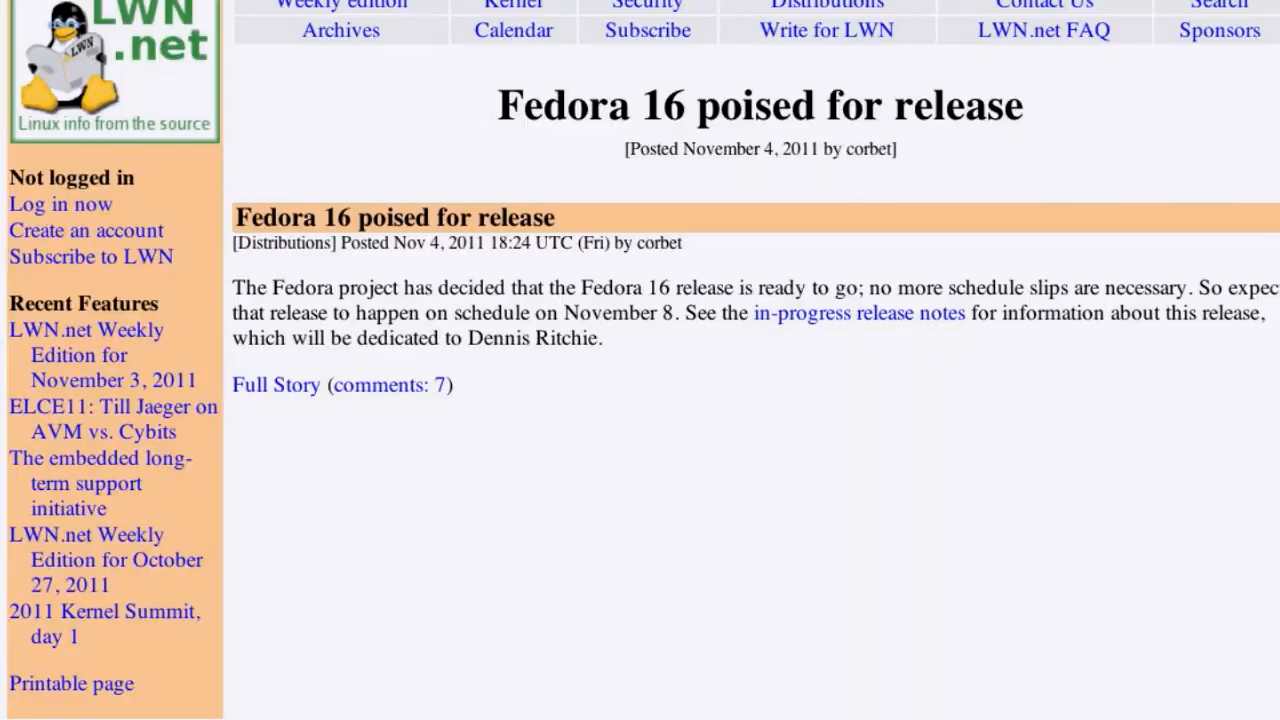 LWN
.net
LWN
Linux info from the source
Weekly edition Kernel Security Distributions Contact Us Search
Archives Calendar Subscribe Write for LWN LWN.net FAQ Sponsors
Fedora 16 poised for release
[Posted November 4, 2011 by corbet]
Not logged in
Log in now
Create an account
Subscribe to LWN
Recent Features
LWN.net Weekly
Edition for
November 3, 2011
ELCE11: Till Jaeger on
AVM vs. Cybits
The embedded long-
term support
initiative
LWN.net Weekly
Edition for October
27, 2011
2011 Kernel Summit,
day 1
Printable page
Fedora 16 poised for release
[Distributions] Posted Nov 4, 2011 18:24 UTC (Fri) by corbet
The Fedora project has decided that the Fedora 16 release is ready to go; no more schedule slips are necessary. So expec
that release to happen on schedule on November 8. See the in-progress release notes for information about this release,
which will be dedicated to Dennis Ritchie.
Full Story (comments: 7)